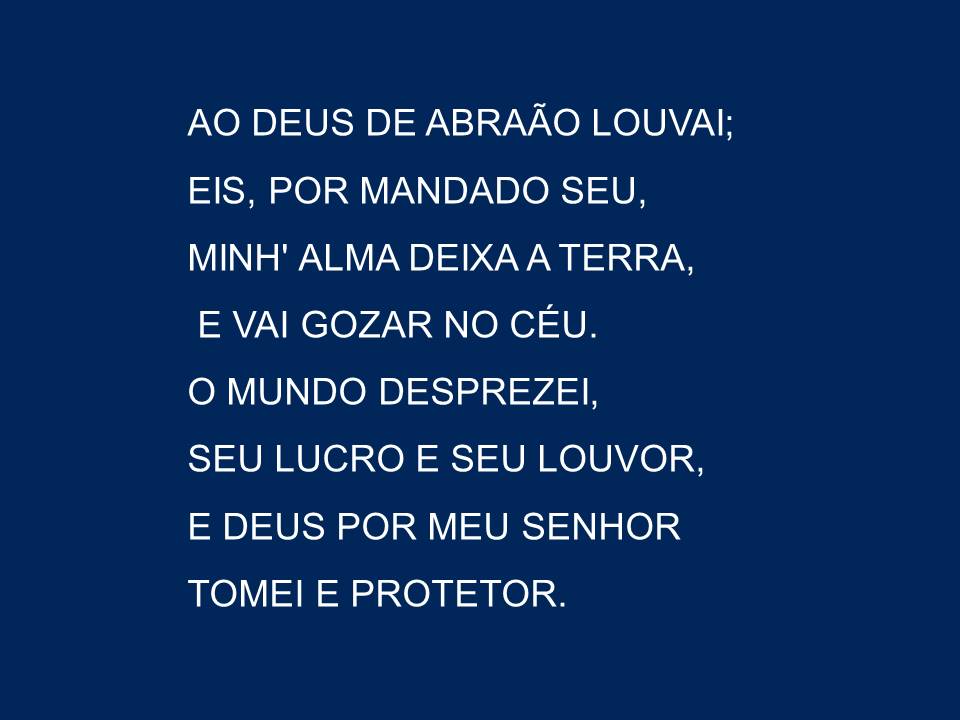 AO DEUS DE ABRAÃO LOUVAI;
EIS, POR MANDADO SEU,
MINH' ALMA DEIXA A TERRA,
E VAI GOZAR NO CÉU.
O MUNDO DESPREZEI,
SEU LUCRO E SEU LOUVOR,
E DEUS POR MEU SENHOR
TOMEI E PROTETOR.